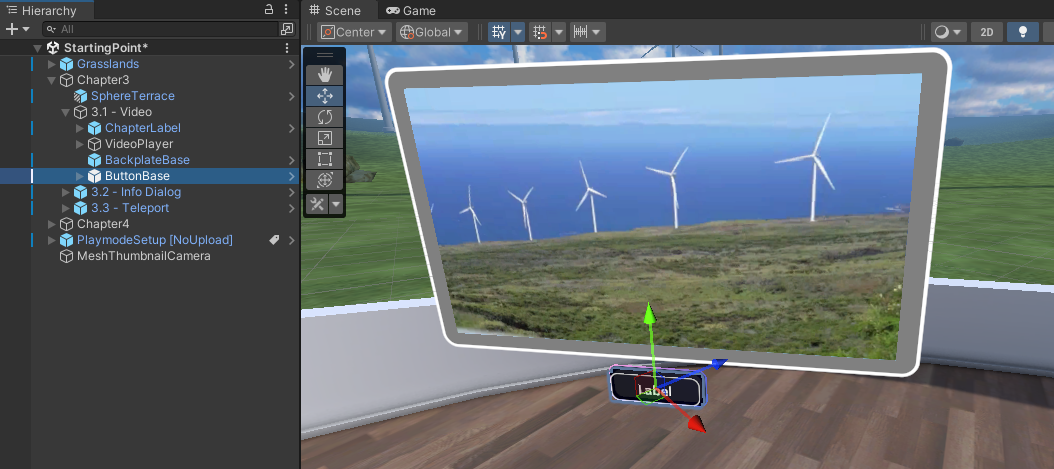 Hierarchy
All
StartingPoint*
Grasslands
Chapter3
SphereTerrace
3.1 - Video
ChapterLabel
VideoPlayer
BackplateBase
ButtonBase
3.2 - Info Dialog
3.3 - Teleport
Chapter4
PlaymodeSetup [NoUpload]
MeshThumbnailCamera
Scene Game
Center Global Y 2D
Label